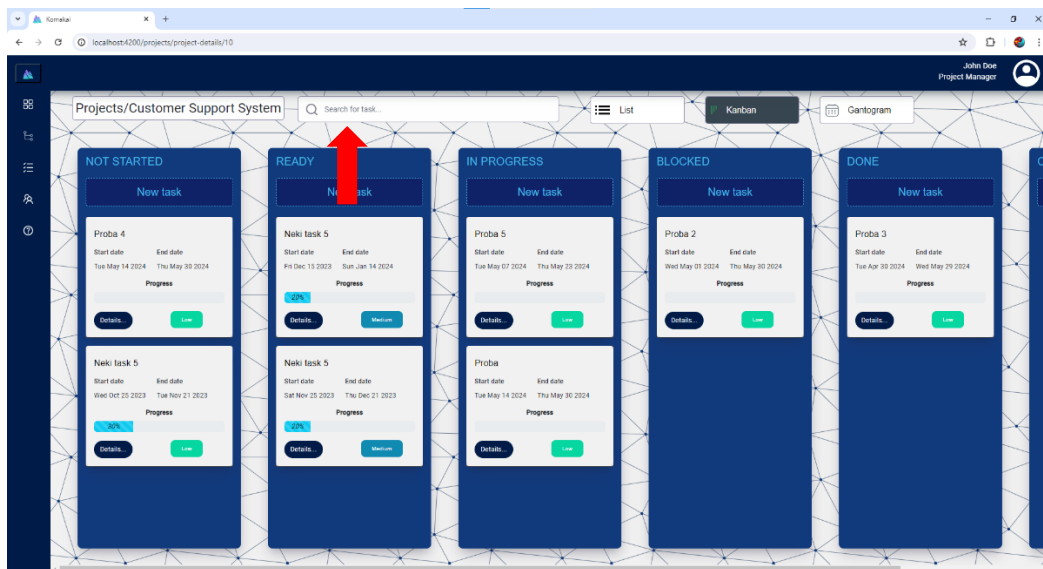 Komakai
localhost:4200/projects/project-details/10
John Doe
Project Manager
Projects/Customer Support System
Search for task...
List
Kanban
Gantogram
NOT STARTED
New task
Proba 4
Start date End date
Tue May 14 2024 Thu May 30 2024
Progress
Details... Low
Neki task 5
Start date End date
Wed Oct 25 2023 Tue Nov 21 2023
Progress
30%
Details... Low
READY
New task
Neki task 5
Start date End date
Fri Dec 15 2023 Sun Jan 14 2024
Progress
20%
Details... Medium
Neki task 5
Start date End date
Sat Nov 25 2023 Thu Dec 21 2023
Progress
20%
Details... Medium
IN PROGRESS
New task
Proba 5
Start date End date
Tue May 07 2024 Thu May 23 2024
Progress
Details... Low
Proba
Start date End date
Tue May 14 2024 Thu May 30 2024
Progress
Details... Low
BLOCKED
New task
Proba 2
Start date End date
Wed May 01 2024 Thu May 30 2024
Progress
Details... Low
DONE
New task
Proba 3
Start date End date
Tue Apr 30 2024 Wed May 29 2024
Progress
Details... Low